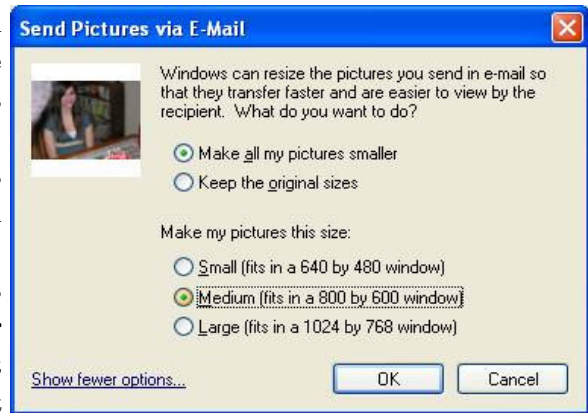 Send Pictures via E-Mail
Windows can resize the pictures you send in e-mail so
that they transfer faster and are easier to view by the
recipient. What do you want to do?
Make all my pictures smaller
Keep the original sizes
Make my pictures this size:
Small (fits in a 640 by 480 window)
Medium (fits in a 800 by 600 window)
Large (fits in a 1024 by 768 window)
Show fewer options...
OK
Cancel